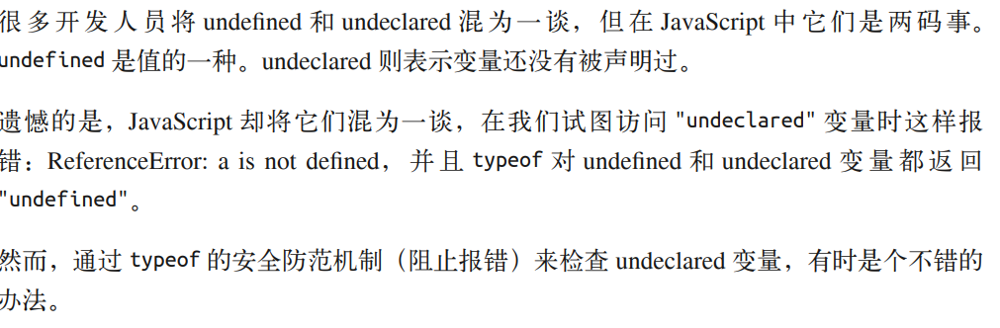 很多开发人员将 undefined 和 undeclared 混为一谈，但在 JavaScript 中它们是两码事。
undefined 是值的一种。undeclared 则表示变量还没有被声明过。
遗憾的是，JavaScript 却将它们混为一谈，在我们试图访问 "undeclared" 变量时这样报
错：ReferenceError: a is not defined，并且 typeof 对 undefined 和 undeclared 变量都返回
"undefined"。
然而，通过 typeof 的安全防范机制（阻止报错）来检查 undeclared 变量，有时是个不错的
办法。